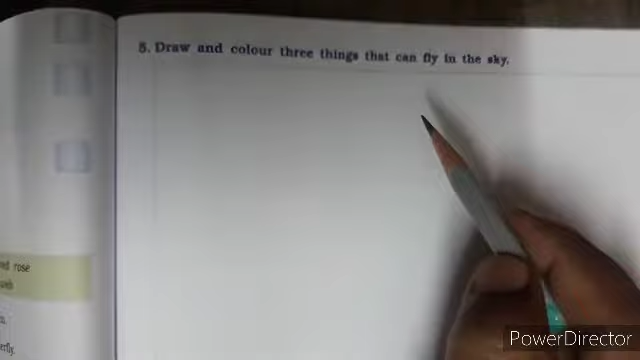 5. Draw and colour three things that can fly in the sky.
rose
PowerDirector